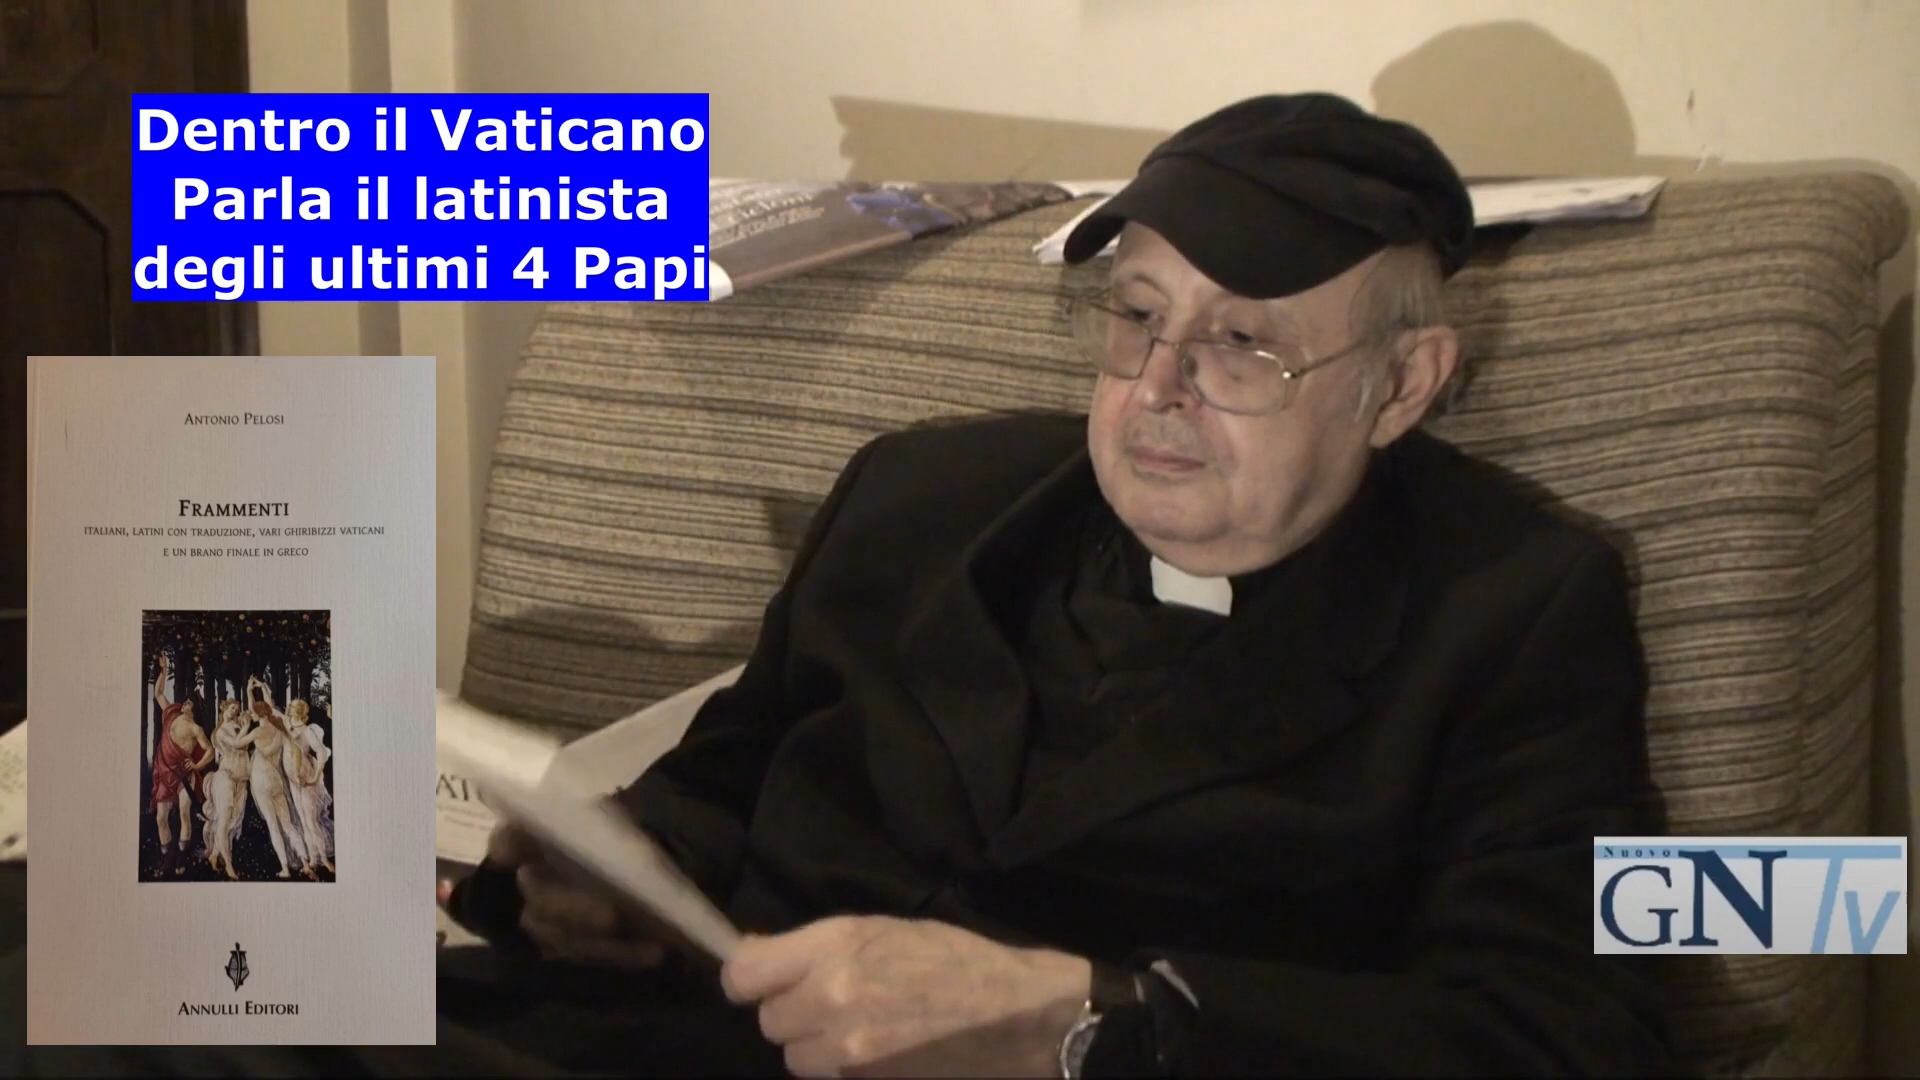 Dentro il Vaticano
Parla il latinista
degli ultimi 4 Papi
Antonio Pelosi
Frammenti
italiani, latini con traduzione, vari ghiribizzi vaticani
e un brano finale in greco
Annulli Editori
Nuovo
GN Tv